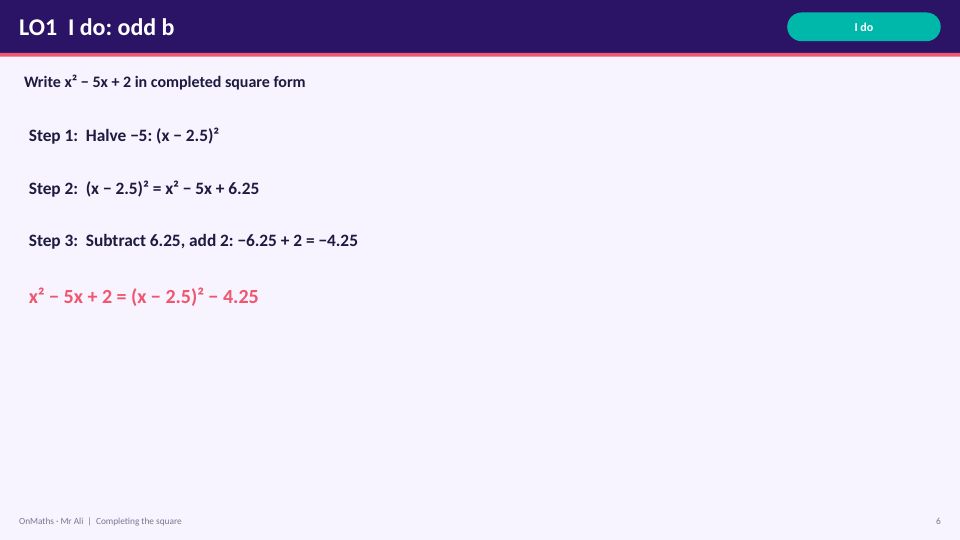 LO1  I do: odd b
I do
Write x² − 5x + 2 in completed square form
Step 1:  Halve −5: (x − 2.5)²
Step 2:  (x − 2.5)² = x² − 5x + 6.25
Step 3:  Subtract 6.25, add 2: −6.25 + 2 = −4.25
x² − 5x + 2 = (x − 2.5)² − 4.25
OnMaths - Mr Ali  |  Completing the square
6